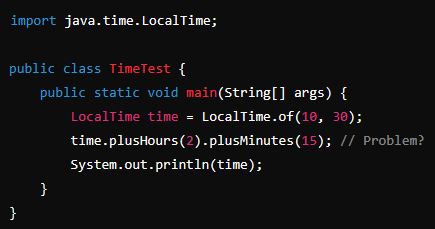 import java.time.LocalTime;
public class TimeTest {
    public static void main(String[] args) {
        LocalTime time = LocalTime.of(10, 30);
        time.plusHours(2).plusMinutes(15); // Problem?
        System.out.println(time);
    }
}